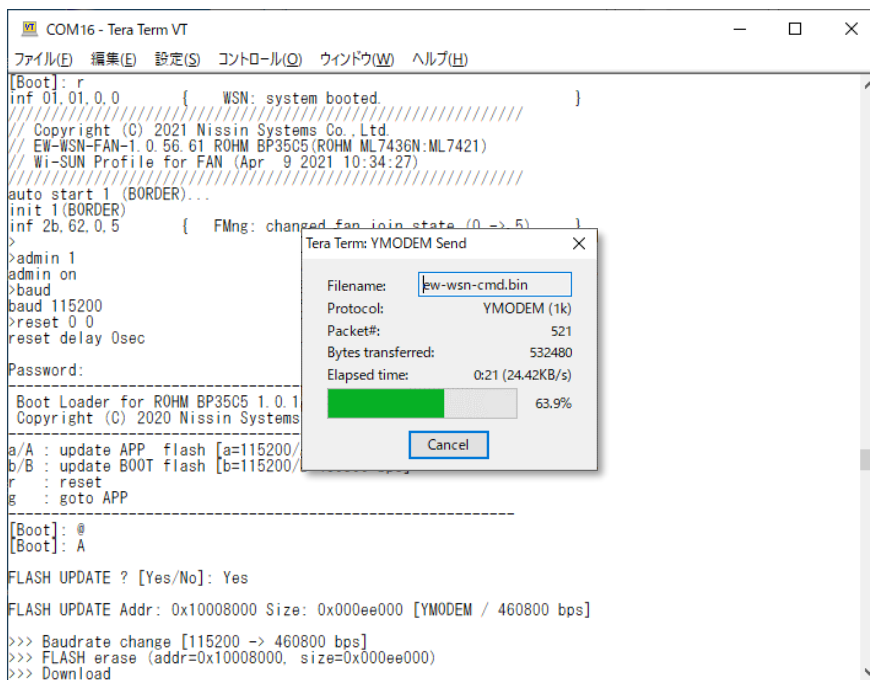 COM16 - Tera Term VT
ファイル(F) 編集(E) 設定(S) コントロール(O) ウィンドウ(W) ヘルプ(H)
[Boot]: r
inf 01,01,0,0 { WSN: system booted. }
///////////////////////////////////////////////////////////////
// Copyright (C) 2021 Nissin Systems Co.,Ltd.
// EW-WSN-FAN-1.0.56.61 ROHM BP35C5(ROHM ML7436N:ML7421)
// Wi-SUN Profile for FAN (Apr 9 2021 10:34:27)
///////////////////////////////////////////////////////////////
auto start 1 (BORDER)...
init 1(BORDER)
inf 2b,62,0,5 { FMng: changed fan join state (0 -> 5) }
>
>admin 1
admin on
>baud
baud 115200
>reset 0 0
reset delay 0sec
Password:
---------------------------------------------------------------
Boot Loader for ROHM BP35C5 1.0.1
Copyright (C) 2020 Nissin Systems
---------------------------------------------------------------
a/A : update APP flash [a=115200/
b/B : update BOOT flash [b=115200/
r : reset
g : goto APP
---------------------------------------------------------------
[Boot]: @
[Boot]: A
FLASH UPDATE ? [Yes/No]: Yes
FLASH UPDATE Addr: 0x10008000 Size: 0x000ee000 [YMODEM / 460800 bps]
>>> Baudrate change [115200 -> 460800 bps]
>>> FLASH erase (addr=0x10008000, size=0x000ee000)
>>> Download
Tera Term: YMODEM Send
Filename: ew-wsn-cmd.bin
Protocol: YMODEM (1k)
Packet#: 521
Bytes transferred: 532480
Elapsed time: 0:21 (24.42KB/s)
63.9%
Cancel